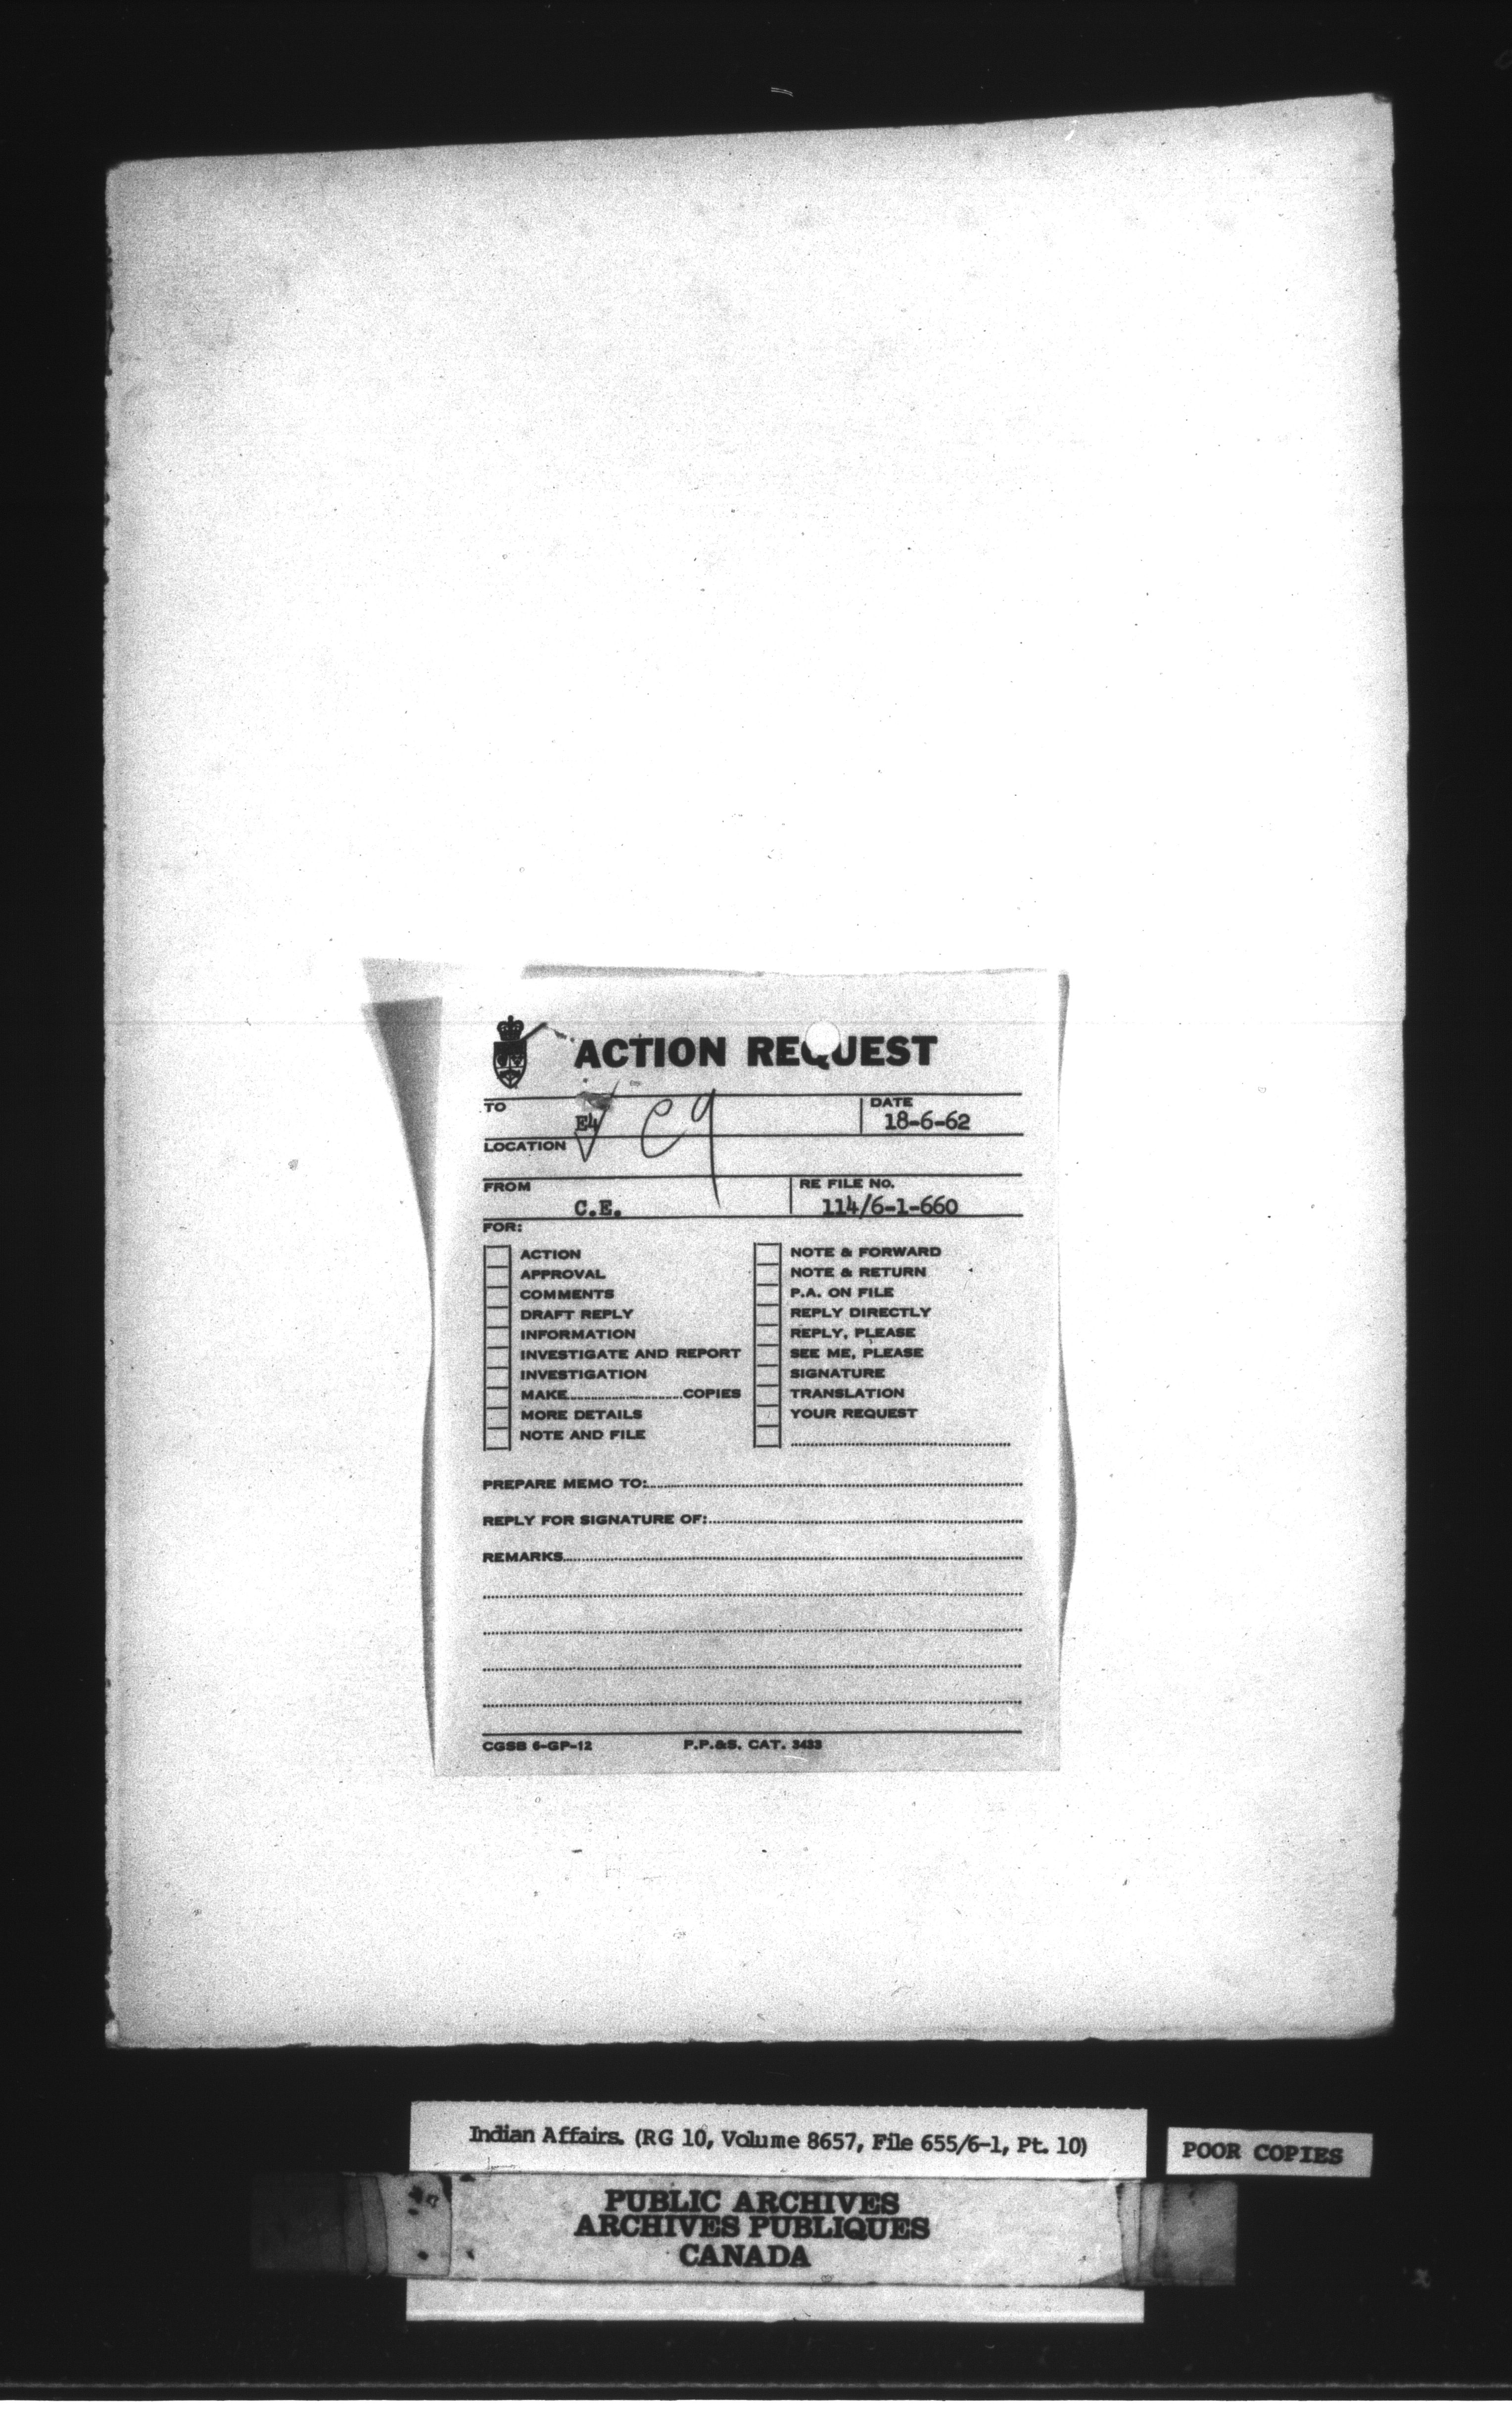 ACTION REQUEST
TO E4 C9 DATE 18-6-62
LOCATION
FROM C.E. RE FILE NO. 114/6-1-660
FOR:
ACTION NOTE & FORWARD
APPROVAL NOTE & RETURN
COMMENTS P.A. ON FILE
DRAFT REPLY REPLY DIRECTLY
INFORMATION REPLY, PLEASE
INVESTIGATE AND REPORT SEE ME, PLEASE
INVESTIGATION SIGNATURE
MAKE..............................COPIES TRANSLATION
MORE DETAILS YOUR REQUEST
NOTE AND FILE
PREPARE MEMO TO:
REPLY FOR SIGNATURE OF:
REMARKS
CGSB 6-GP-12 P.P.&S. CAT. 3433
Indian Affairs. (RG 10, Volume 8657, File 655/6-1, Pt. 10)
POOR COPIES
PUBLIC ARCHIVES
ARCHIVES PUBLIQUES
CANADA